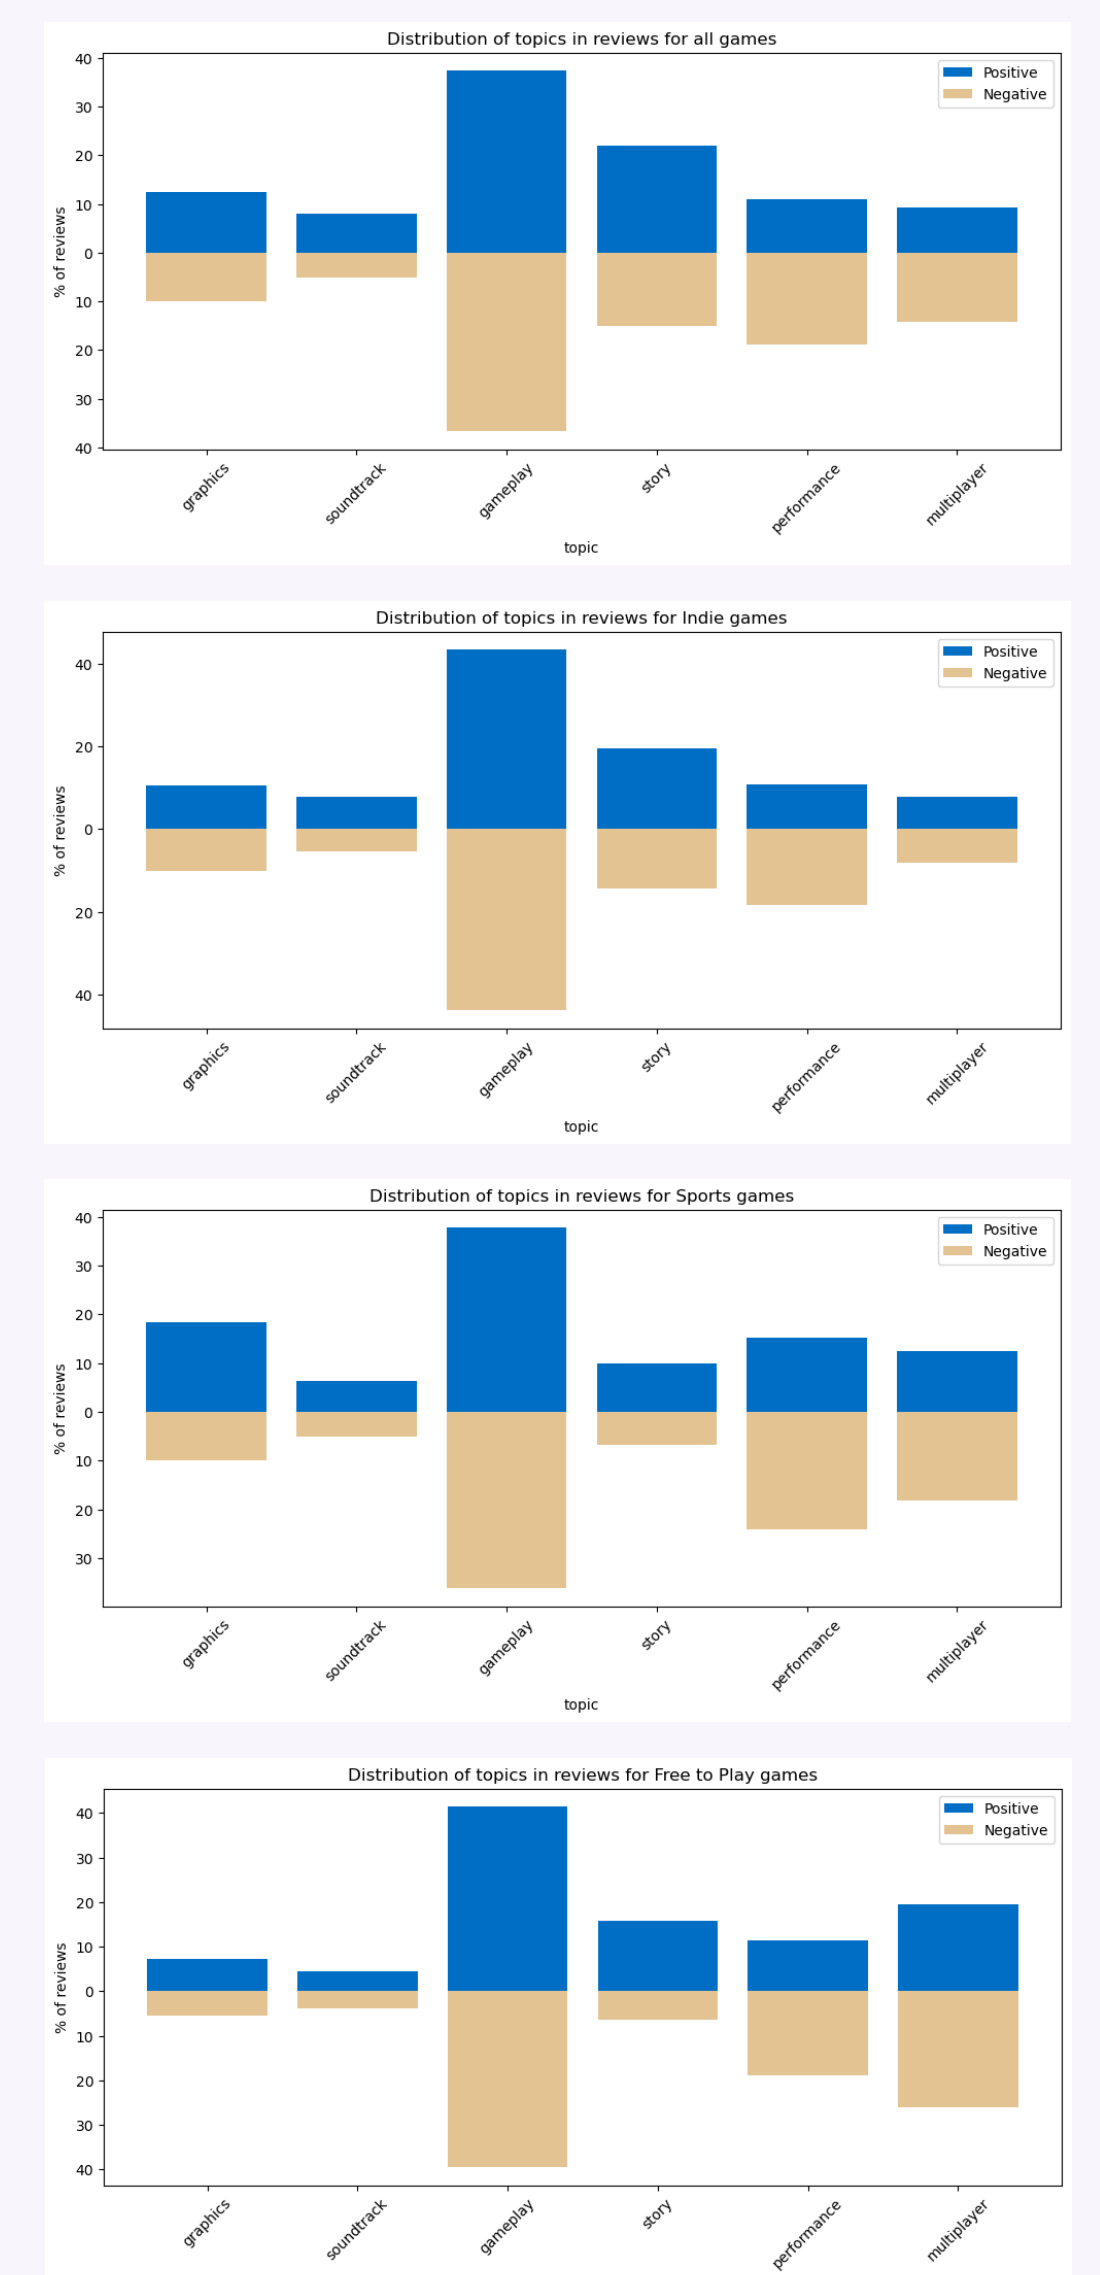 Distribution of topics in reviews for all games
Positive
Negative
40
30
20
10
0
10
20
30
40
% of reviews
graphics
soundtrack
gameplay
story
performance
multiplayer
topic
Distribution of topics in reviews for Indie games
Positive
Negative
40
20
0
20
40
% of reviews
graphics
soundtrack
gameplay
story
performance
multiplayer
topic
Distribution of topics in reviews for Sports games
Positive
Negative
40
30
20
10
0
10
20
30
% of reviews
graphics
soundtrack
gameplay
story
performance
multiplayer
topic
Distribution of topics in reviews for Free to Play games
Positive
Negative
40
30
20
10
0
10
20
30
40
% of reviews
graphics
soundtrack
gameplay
story
performance
multiplayer